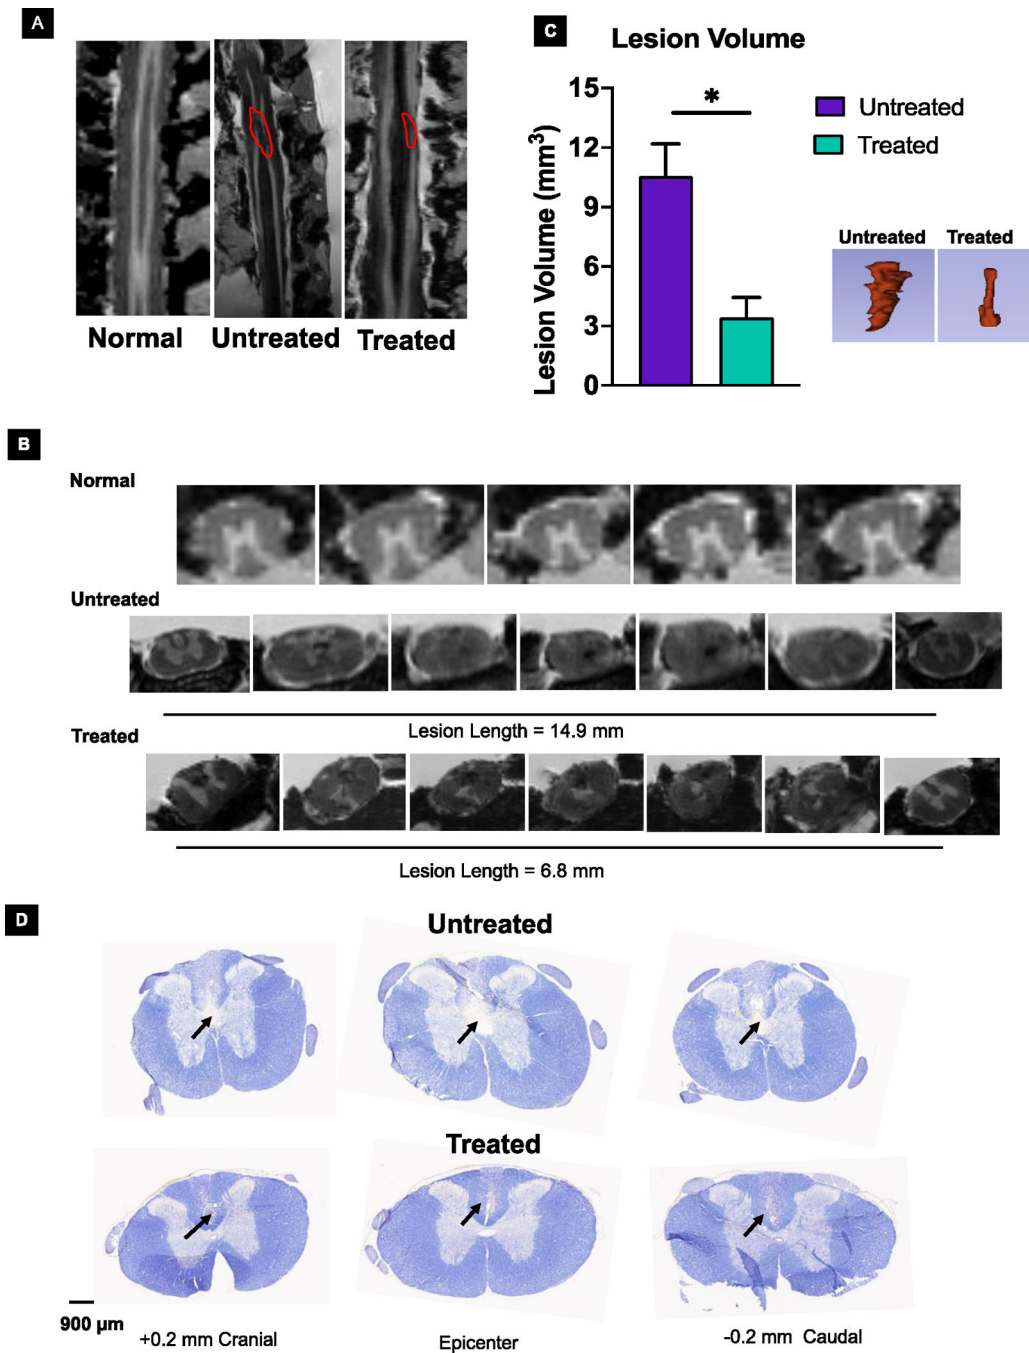 A
Normal
Untreated
Treated
C
Lesion Volume
Lesion Volume (mm³)
15
12
9
6
3
0
*
Untreated
Treated
Untreated
Treated
B
Normal
Untreated
Lesion Length = 14.9 mm
Treated
Lesion Length = 6.8 mm
D
Untreated
Treated
900 µm
+0.2 mm Cranial
Epicenter
-0.2 mm Caudal